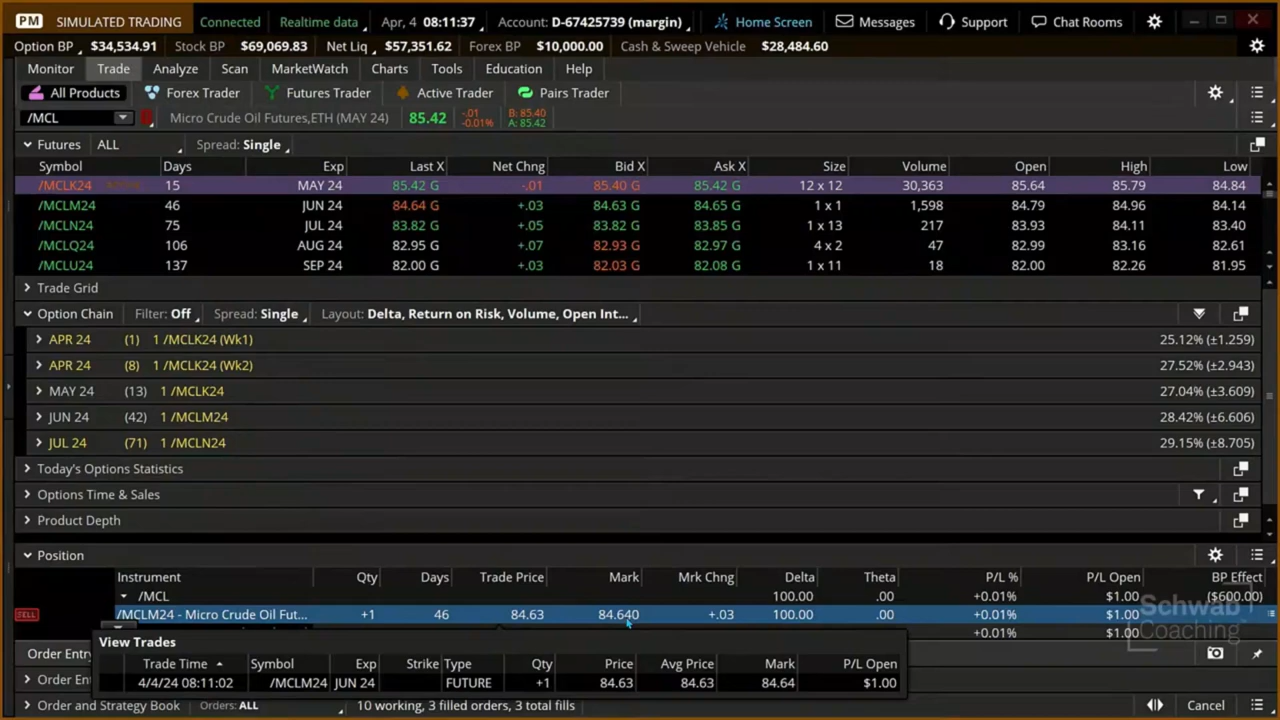 PM SIMULATED TRADING Connected Realtime data Apr, 4 08:11:37 Account: D-67425739 (margin) Home Screen Messages Support Chat Rooms
Option BP $34,534.91 Stock BP $69,069.83 Net Liq $57,351.62 Forex BP $10,000.00 Cash & Sweep Vehicle $28,484.60
Monitor Trade Analyze Scan MarketWatch Charts Tools Education Help
All Products Forex Trader Futures Trader Active Trader Pairs Trader
/MCL Micro Crude Oil Futures,ETH (MAY 24) 85.42 -.01 -0.01% B: 85.40 A: 85.42
Futures ALL Spread: Single
Symbol Days Exp Last X Net Chng Bid X Ask X Size Volume Open High Low
/MCLK24 15 MAY 24 85.42 G -.01 85.40 G 85.42 G 12 x 12 30,363 85.64 85.79 84.84
/MCLM24 46 JUN 24 84.64 G +.03 84.63 G 84.65 G 1 x 1 1,598 84.79 84.96 84.14
/MCLN24 75 JUL 24 83.82 G +.05 83.82 G 83.85 G 1 x 13 217 83.93 84.11 83.40
/MCLQ24 106 AUG 24 82.95 G +.07 82.93 G 82.97 G 4 x 2 47 82.99 83.16 82.61
/MCLU24 137 SEP 24 82.00 G +.03 82.03 G 82.08 G 1 x 11 18 82.00 82.26 81.95
Trade Grid
Option Chain Filter: Off Spread: Single Layout: Delta, Return on Risk, Volume, Open Int...
APR 24 (1) 1 /MCLK24 (Wk1) 25.12% (±1.259)
APR 24 (8) 1 /MCLK24 (Wk2) 27.52% (±2.943)
MAY 24 (13) 1 /MCLK24 27.04% (±3.609)
JUN 24 (42) 1 /MCLM24 28.42% (±6.606)
JUL 24 (71) 1 /MCLN24 29.15% (±8.705)
Today's Options Statistics
Options Time & Sales
Product Depth
Position
Instrument Qty Days Trade Price Mark Mrk Chng Delta Theta P/L % P/L Open BP Effect
/MCL 100.00 .00 +0.01% $1.00 ($600.00)
SELL /MCLM24 - Micro Crude Oil Fut... +1 46 84.63 84.640 +.03 100.00 .00 +0.01% $1.00
+0.01% $1.00
Schwab
Coaching
View Trades
Order Entry
Trade Time Symbol Exp Strike Type Qty Price Avg Price Mark P/L Open
Order Ent
4/4/24 08:11:02 /MCLM24 JUN 24 FUTURE +1 84.63 84.63 84.64 $1.00
Order and Strategy Book Orders: ALL 10 working, 3 filled orders, 3 total fills Cancel